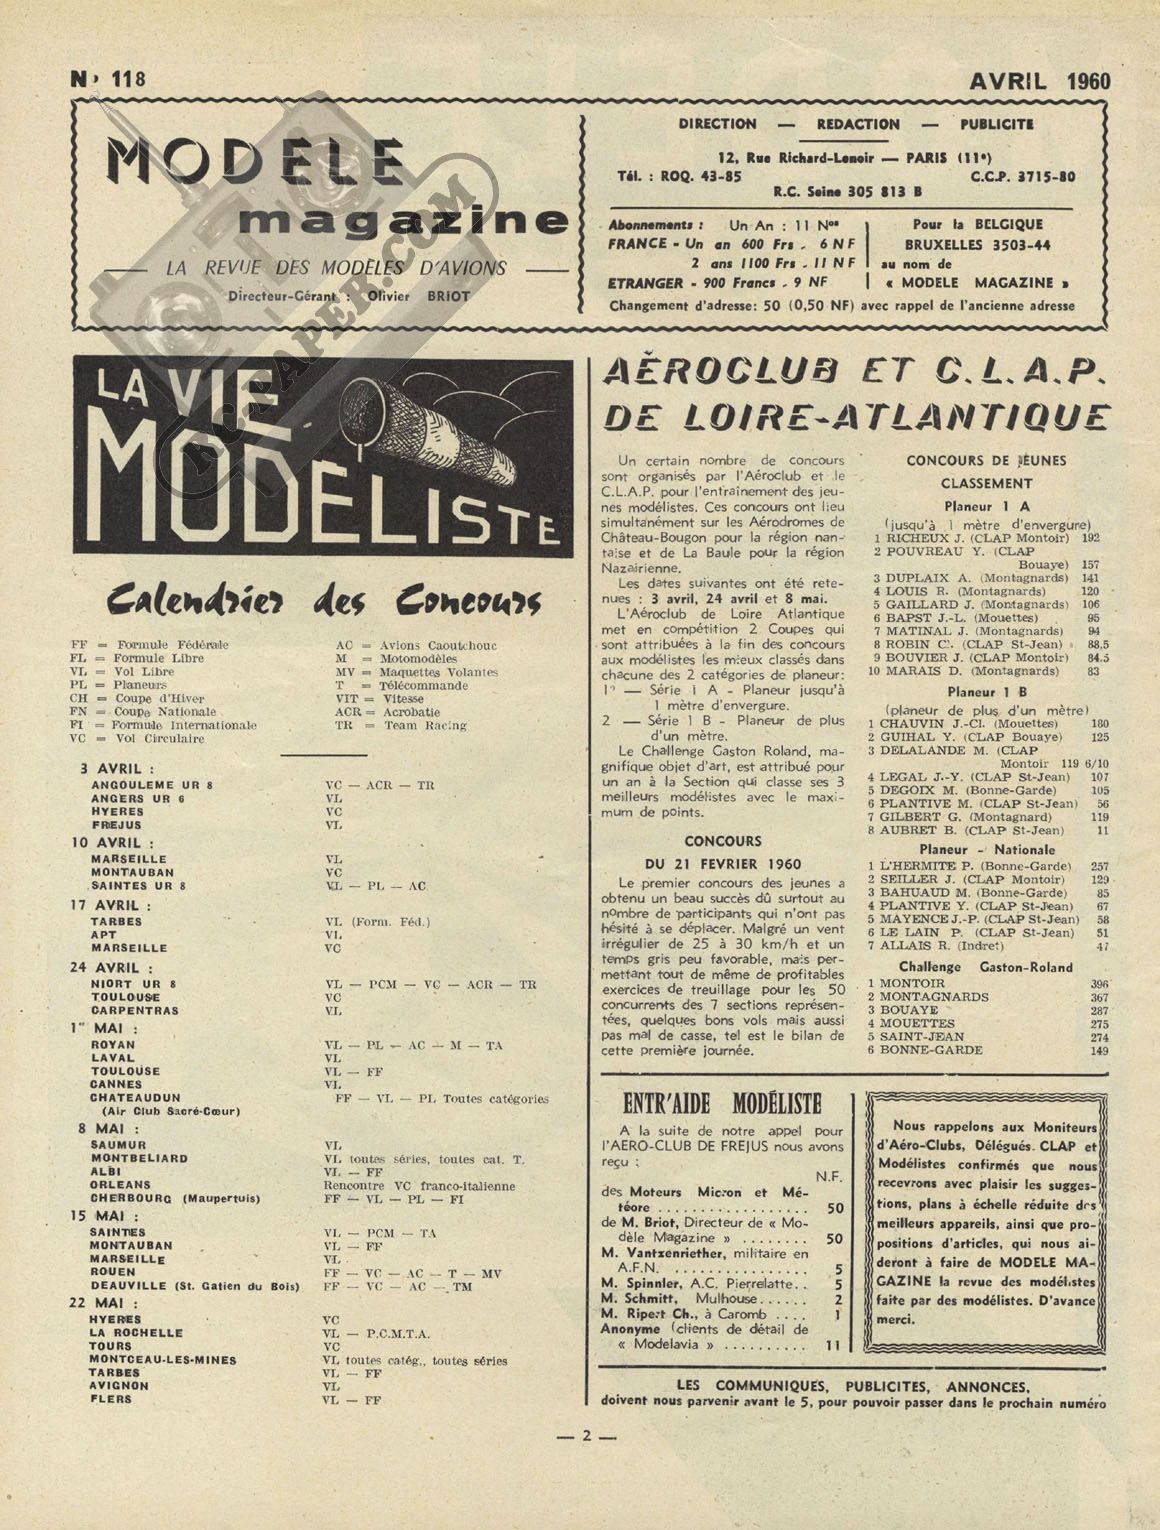 N° 118
AVRIL 1960
MODELE
magazine
LA REVUE DES MODELES D'AVIONS
Directeur-Gérant : Olivier BRIOT
DIRECTION — REDACTION — PUBLICITE
12, Rue Richard-Lenoir — PARIS (11e)
Tél. : ROQ. 43-85 C.C.P. 3715-80
R.C. Seine 305 813 B
Abonnements : Un An : 11 Nos
FRANCE - Un an 600 Frs . 6 NF
2 ans 1100 Frs . 11 NF
ETRANGER - 900 Francs . 9 NF
Pour la BELGIQUE
BRUXELLES 3503-44
au nom de
« MODELE MAGAZINE »
Changement d'adresse: 50 (0,50 NF) avec rappel de l'ancienne adresse
RC-PAPER.COM
LA VIE
MODELISTE
Calendrier des Concours
FF = Formule Fédérale
FL = Formule Libre
VL = Vol Libre
PL = Planeurs
CH = Coupe d'Hiver
FN = Coupe Nationale
FI = Formule Internationale
VC = Vol Circulaire
AC = Avions Caoutchouc
M = Motomodèles
MV = Maquettes Volantes
T = Télécommande
VIT = Vitesse
ACR = Acrobatie
TR = Team Racing
3 AVRIL :
ANGOULEME UR 8 VC — ACR — TR
ANGERS UR 6 VL
HYERES VC
FREJUS VL
10 AVRIL :
MARSEILLE VL
MONTAUBAN VC
SAINTES UR 8 VL — PL — AC
17 AVRIL :
TARBES VL (Form. Féd.)
APT VL
MARSEILLE VC
24 AVRIL :
NIORT UR 8 VL — PCM — VC — ACR — TR
TOULOUSE VC
CARPENTRAS VL
1er MAI :
ROYAN VL — PL — AC — M — TA
LAVAL VL
TOULOUSE VL — FF
CANNES VL
CHATEAUDUN FF — VL — PL Toutes catégories
(Air Club Sacré-Cœur)
8 MAI :
SAUMUR VL
MONTBELIARD VL toutes séries, toutes cat. T.
ALBI VL — FF
ORLEANS Rencontre VC franco-italienne
CHERBOURG (Maupertuis) FF — VL — PL — FI
15 MAI :
SAINTES VL — PCM — TA
MONTAUBAN VL — FF
MARSEILLE VL
ROUEN FF — VC — AC — T — MV
DEAUVILLE (St. Gatien du Bois) FF — VC — AC — TM
22 MAI :
HYERES VC
LA ROCHELLE VL — P.C.M.T.A.
TOURS VC
MONTCEAU-LES-MINES VL toutes catég., toutes séries
TARBES VL — FF
AVIGNON VL
FLERS VL — FF
AÉROCLUB ET C.L.A.P.
DE LOIRE-ATLANTIQUE
Un certain nombre de concours
sont organisés par l'Aéroclub et le
C.L.A.P. pour l'entraînement des jeu-
nes modélistes. Ces concours ont lieu
simultanément sur les Aérodromes de
Château-Bougon pour la région nan-
taise et de La Baule pour la région
Nazairienne.
Les dates suivantes ont été rete-
nues : 3 avril, 24 avril et 8 mai.
L'Aéroclub de Loire Atlantique
met en compétition 2 Coupes qui
sont attribuées à la fin des concours
aux modélistes les mieux classés dans
chacune des 2 catégories de planeur:
1° — Série 1 A - Planeur jusqu'à
1 mètre d'envergure.
2 — Série 1 B - Planeur de plus
d'un mètre.
Le Challenge Gaston Roland, ma-
gnifique objet d'art, est attribué pour
un an à la Section qui classe ses 3
meilleurs modélistes avec le maxi-
mum de points.
CONCOURS
DU 21 FEVRIER 1960
Le premier concours des jeunes a
obtenu un beau succès dû surtout au
nombre de participants qui n'ont pas
hésité à se déplacer. Malgré un vent
irrégulier de 25 à 30 km/h et un
temps gris peu favorable, mais per-
mettant tout de même de profitables
exercices de treuillage pour les 50
concurrents des 7 sections représen-
tées, quelques bons vols mais aussi
pas mal de casse, tel est le bilan de
cette première journée.
CONCOURS DE JEUNES
CLASSEMENT
Planeur 1 A
(jusqu'à 1 mètre d'envergure)
1 RICHEUX J. (CLAP Montoir) 192
2 POUVREAU Y. (CLAP
Bouaye) 157
3 DUPLAIX A. (Montagnards) 141
4 LOUIS R. (Montagnards) 120
5 GAILLARD J. (Montagnards) 106
6 BAPST J.-L. (Mouettes) 95
7 MATINAL J. (Montagnards) 94
8 ROBIN C. (CLAP St-Jean) 88,5
9 BOUVIER J. (CLAP Montoir) 84,5
10 MARAIS D. (Montagnards) 83
Planeur 1 B
(planeur de plus d'un mètre)
1 CHAUVIN J.-Cl. (Mouettes) 180
2 GUIHAL Y. (CLAP Bouaye) 125
3 DELALANDE M. (CLAP
Montoir 119 6/10
4 LEGAL J.-Y. (CLAP St-Jean) 107
5 DEGOIX M. (Bonne-Garde) 105
6 PLANTIVE M. (CLAP St-Jean) 56
7 GILBERT G. (Montagnard) 119
8 AUBRET B. (CLAP St-Jean) 11
Planeur - Nationale
1 L'HERMITE P. (Bonne-Garde) 257
2 SEILLER J. (CLAP Montoir) 129
3 BAHUAUD M. (Bonne-Garde) 85
4 PLANTIVE Y. (CLAP St-Jean) 67
5 MAYENCE J.-P. (CLAP St-Jean) 58
6 LE LAIN P. (CLAP St-Jean) 51
7 ALLAIS R. (Indret) 47
Challenge Gaston-Roland
1 MONTOIR 396
2 MONTAGNARDS 367
3 BOUAYE 287
4 MOUETTES 275
5 SAINT-JEAN 274
6 BONNE-GARDE 149
ENTR'AIDE MODÉLISTE
A la suite de notre appel pour
l'AERO-CLUB DE FREJUS nous avons
reçu :
N.F.
des Moteurs Micron et Mé-
téore .................. 50
de M. Briot, Directeur de « Mo-
dèle Magazine » ........ 50
M. Vantzenriether, militaire en
A.F.N. ................ 5
M. Spinnler, A.C. Pierrelatte.. 5
M. Schmitt, Mulhouse...... 2
M. Ripert Ch., à Caromb .... 1
Anonyme (clients de détail de
« Modelavia » .......... 11
Nous rappelons aux Moniteurs
d'Aéro-Clubs, Délégués CLAP et
Modélistes confirmés que nous
recevrons avec plaisir les sugges-
tions, plans à échelle réduite des
meilleurs appareils, ainsi que pro-
positions d'articles, qui nous ai-
deront à faire de MODELE MA-
GAZINE la revue des modélistes
faite par des modélistes. D'avance
merci.
LES COMMUNIQUES, PUBLICITES, ANNONCES,
doivent nous parvenir avant le 5, pour pouvoir passer dans le prochain numéro
— 2 —